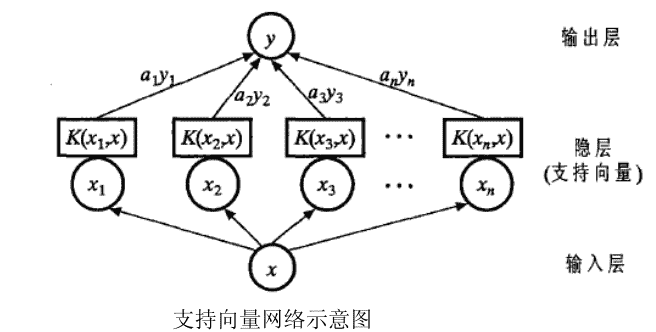 y 输出层
a₁y₁ a₂y₂ a₃y₃ aₙyₙ
K(x₁,x) K(x₂,x) K(x₃,x) ··· K(xₙ,x) 隐层
x₁ x₂ x₃ ··· xₙ (支持向量)
x 输入层
支持向量网络示意图